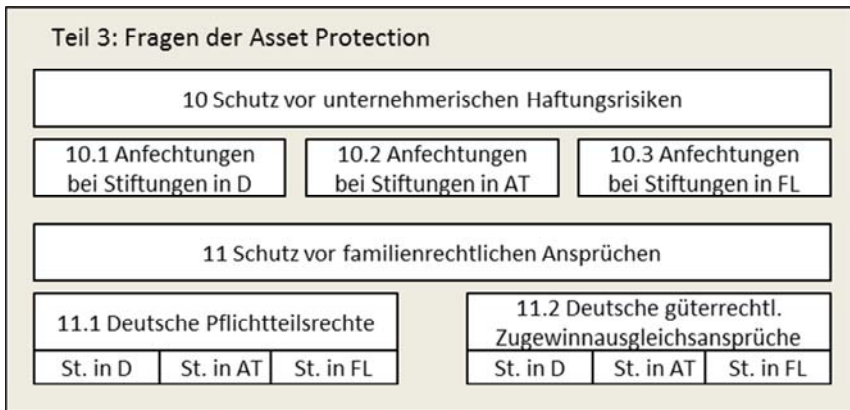 Teil 3: Fragen der Asset Protection
10 Schutz vor unternehmerischen Haftungsrisiken
10.1 Anfechtungen
bei Stiftungen in D
10.2 Anfechtungen
bei Stiftungen in AT
10.3 Anfechtungen
bei Stiftungen in FL
11 Schutz vor familienrechtlichen Ansprüchen
11.1 Deutsche Pflichtteilsrechte
St. in D
St. in AT
St. in FL
11.2 Deutsche güterrechtl.
Zugewinnausgleichsansprüche
St. in D
St. in AT
St. in FL